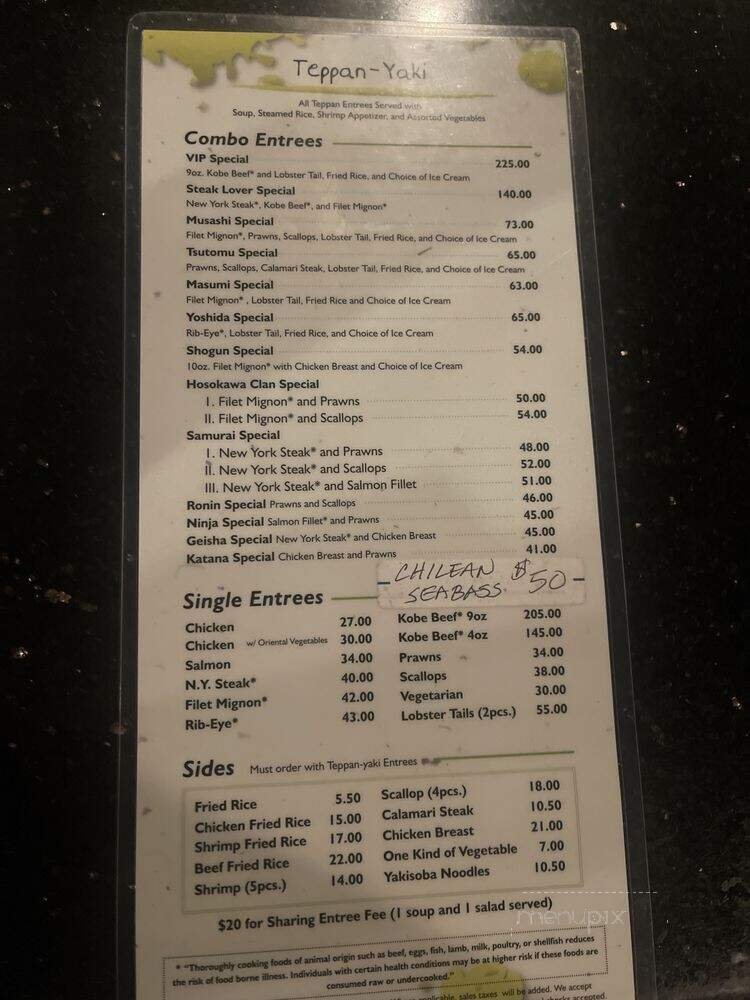 Teppan-Yaki
All Teppan Entrees Served with
Soup, Steamed Rice, Shrimp Appetizer, and Assorted Vegetables
Combo Entrees
VIP Special 225.00
9oz. Kobe Beef* and Lobster Tail, Fried Rice, and Choice of Ice Cream
Steak Lover Special 140.00
New York Steak*, Kobe Beef*, and Filet Mignon*
Musashi Special 73.00
Filet Mignon*, Prawns, Scallops, Lobster Tail, Fried Rice, and Choice of Ice Cream
Tsutomu Special 65.00
Prawns, Scallops, Calamari Steak, Lobster Tail, Fried Rice, and Choice of Ice Cream
Masumi Special 63.00
Filet Mignon* , Lobster Tail, Fried Rice and Choice of Ice Cream
Yoshida Special 65.00
Rib-Eye*, Lobster Tail, Fried Rice, and Choice of Ice Cream
Shogun Special 54.00
10oz. Filet Mignon* with Chicken Breast and Choice of Ice Cream
Hosokawa Clan Special
I. Filet Mignon* and Prawns 50.00
II. Filet Mignon* and Scallops 54.00
Samurai Special
I. New York Steak* and Prawns 48.00
II. New York Steak* and Scallops 52.00
III. New York Steak* and Salmon Fillet 51.00
Ronin Special Prawns and Scallops 46.00
Ninja Special Salmon Fillet* and Prawns 45.00
Geisha Special New York Steak* and Chicken Breast 45.00
Katana Special Chicken Breast and Prawns 41.00
CHILEAN SEABASS $50
Single Entrees
Chicken 27.00 Kobe Beef* 9oz 205.00
Chicken w/ Oriental Vegetables 30.00 Kobe Beef* 4oz 145.00
Salmon 34.00 Prawns 34.00
N.Y. Steak* 40.00 Scallops 38.00
Filet Mignon* 42.00 Vegetarian 30.00
Rib-Eye* 43.00 Lobster Tails (2pcs.) 55.00
Sides Must order with Teppan-yaki Entrees
Fried Rice 5.50 Scallop (4pcs.) 18.00
Chicken Fried Rice 15.00 Calamari Steak 10.50
Shrimp Fried Rice 17.00 Chicken Breast 21.00
Beef Fried Rice 22.00 One Kind of Vegetable 7.00
Shrimp (5pcs.) 14.00 Yakisoba Noodles 10.50
$20 for Sharing Entree Fee (1 soup and 1 salad served)
menupix
* "Thoroughly cooking foods of animal origin such as beef, eggs, fish, lamb, milk, poultry, or shellfish reduces
the risk of food borne illness. Individuals with certain health conditions may be at higher risk if these foods are
consumed raw or undercooked."
applicable, sales taxes will be added. We accept
checks accepted.